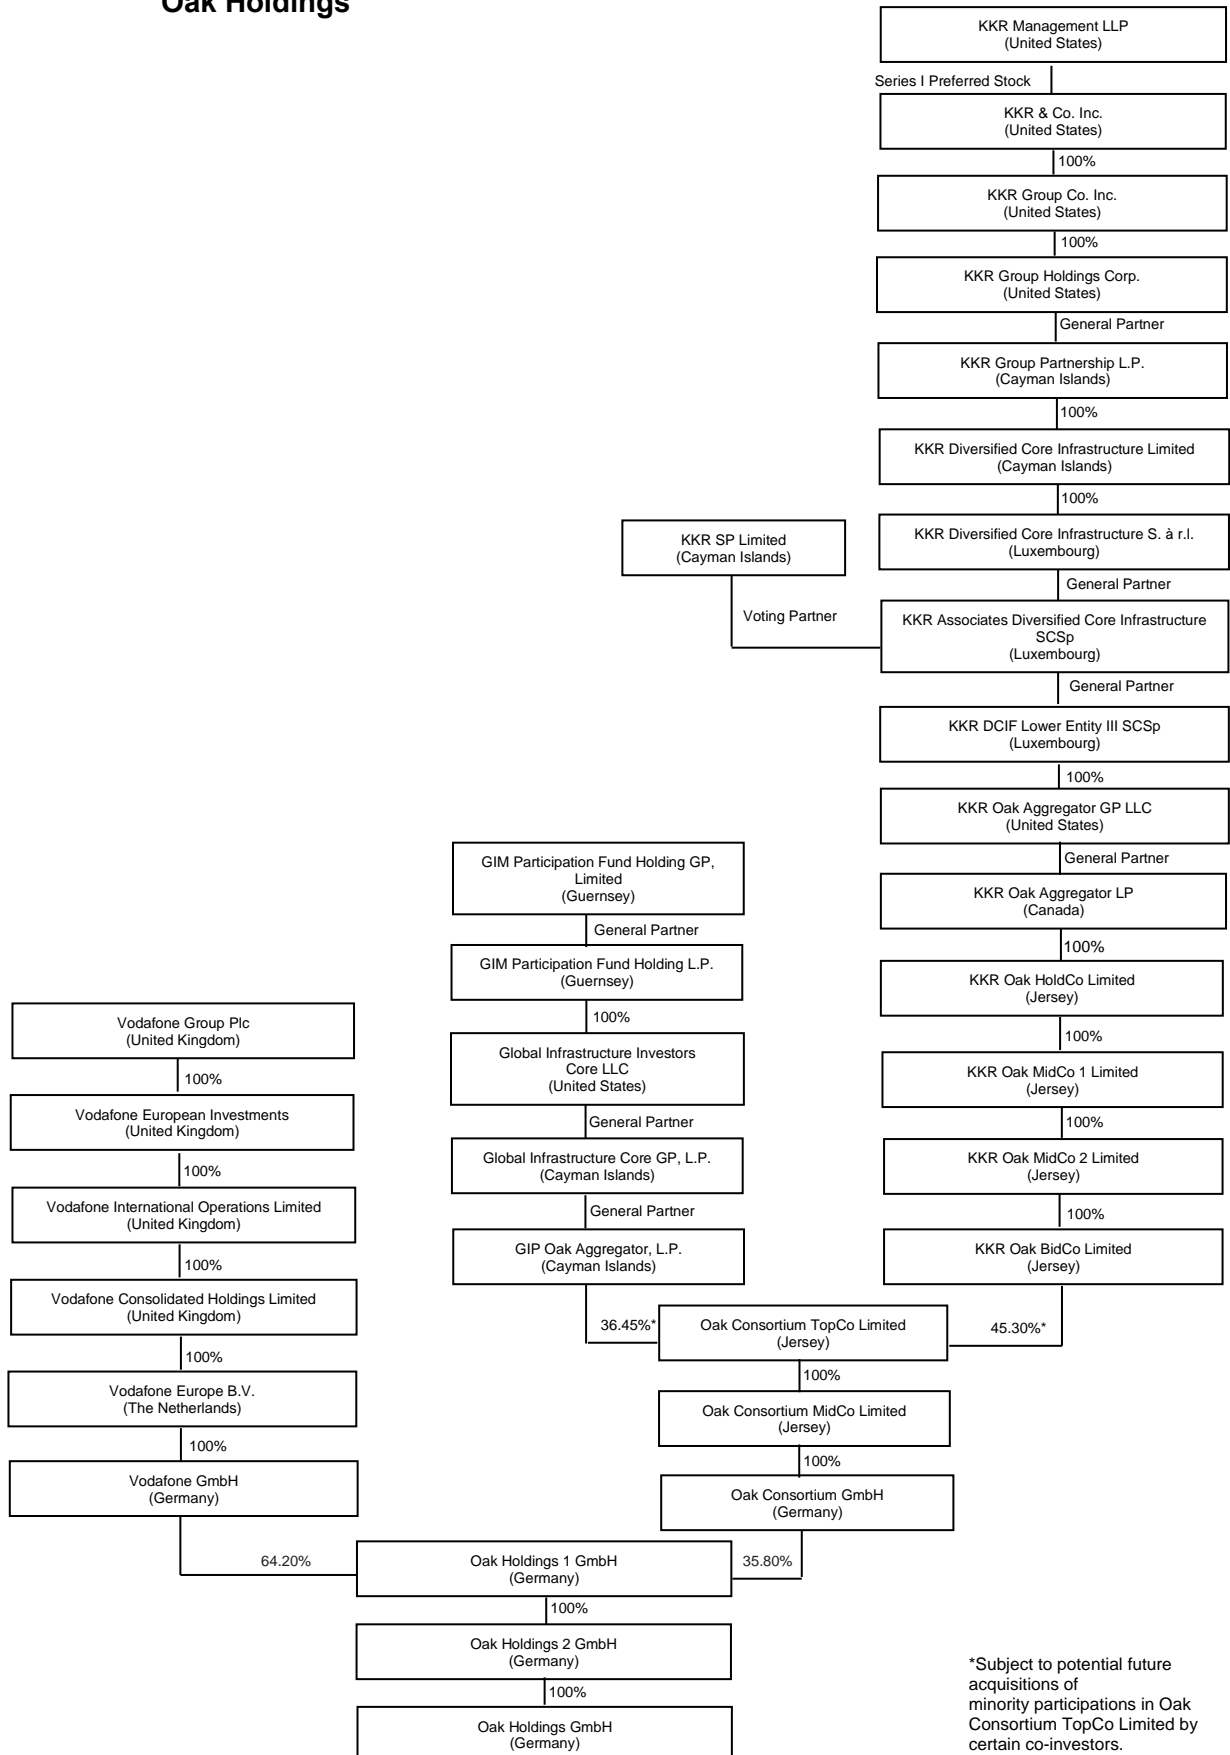 Oak Holdings
KKR Management LLP
(United States)
Series I Preferred Stock
KKR & Co. Inc.
(United States)
100%
KKR Group Co. Inc.
(United States)
100%
KKR Group Holdings Corp.
(United States)
General Partner
KKR Group Partnership L.P.
(Cayman Islands)
100%
KKR Diversified Core Infrastructure Limited
(Cayman Islands)
100%
KKR SP Limited
(Cayman Islands)
KKR Diversified Core Infrastructure S. à r.l.
(Luxembourg)
General Partner
Voting Partner
KKR Associates Diversified Core Infrastructure
SCSp
(Luxembourg)
General Partner
KKR DCIF Lower Entity III SCSp
(Luxembourg)
100%
KKR Oak Aggregator GP LLC
(United States)
General Partner
KKR Oak Aggregator LP
(Canada)
100%
KKR Oak HoldCo Limited
(Jersey)
100%
KKR Oak MidCo 1 Limited
(Jersey)
100%
KKR Oak MidCo 2 Limited
(Jersey)
100%
KKR Oak BidCo Limited
(Jersey)
45.30%*
GIM Participation Fund Holding GP,
Limited
(Guernsey)
General Partner
GIM Participation Fund Holding L.P.
(Guernsey)
100%
Global Infrastructure Investors
Core LLC
(United States)
General Partner
Global Infrastructure Core GP, L.P.
(Cayman Islands)
General Partner
GIP Oak Aggregator, L.P.
(Cayman Islands)
36.45%*
Oak Consortium TopCo Limited
(Jersey)
100%
Oak Consortium MidCo Limited
(Jersey)
100%
Oak Consortium GmbH
(Germany)
35.80%
Vodafone Group Plc
(United Kingdom)
100%
Vodafone European Investments
(United Kingdom)
100%
Vodafone International Operations Limited
(United Kingdom)
100%
Vodafone Consolidated Holdings Limited
(United Kingdom)
100%
Vodafone Europe B.V.
(The Netherlands)
100%
Vodafone GmbH
(Germany)
64.20%
Oak Holdings 1 GmbH
(Germany)
100%
Oak Holdings 2 GmbH
(Germany)
100%
Oak Holdings GmbH
(Germany)
*Subject to potential future
acquisitions of
minority participations in Oak
Consortium TopCo Limited by
certain co-investors.